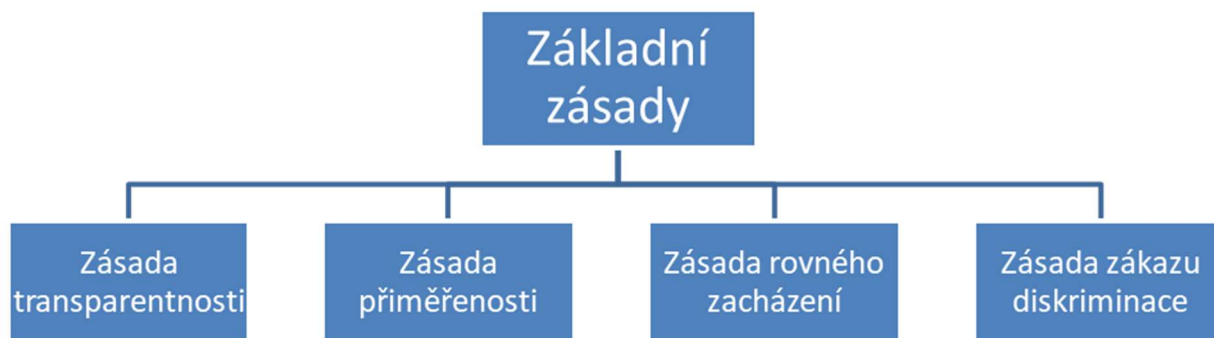 Základní
zásady
Zásada
transparentnosti
Zásada
přiměřenosti
Zásada rovného
zacházení
Zásada zákazu
diskriminace